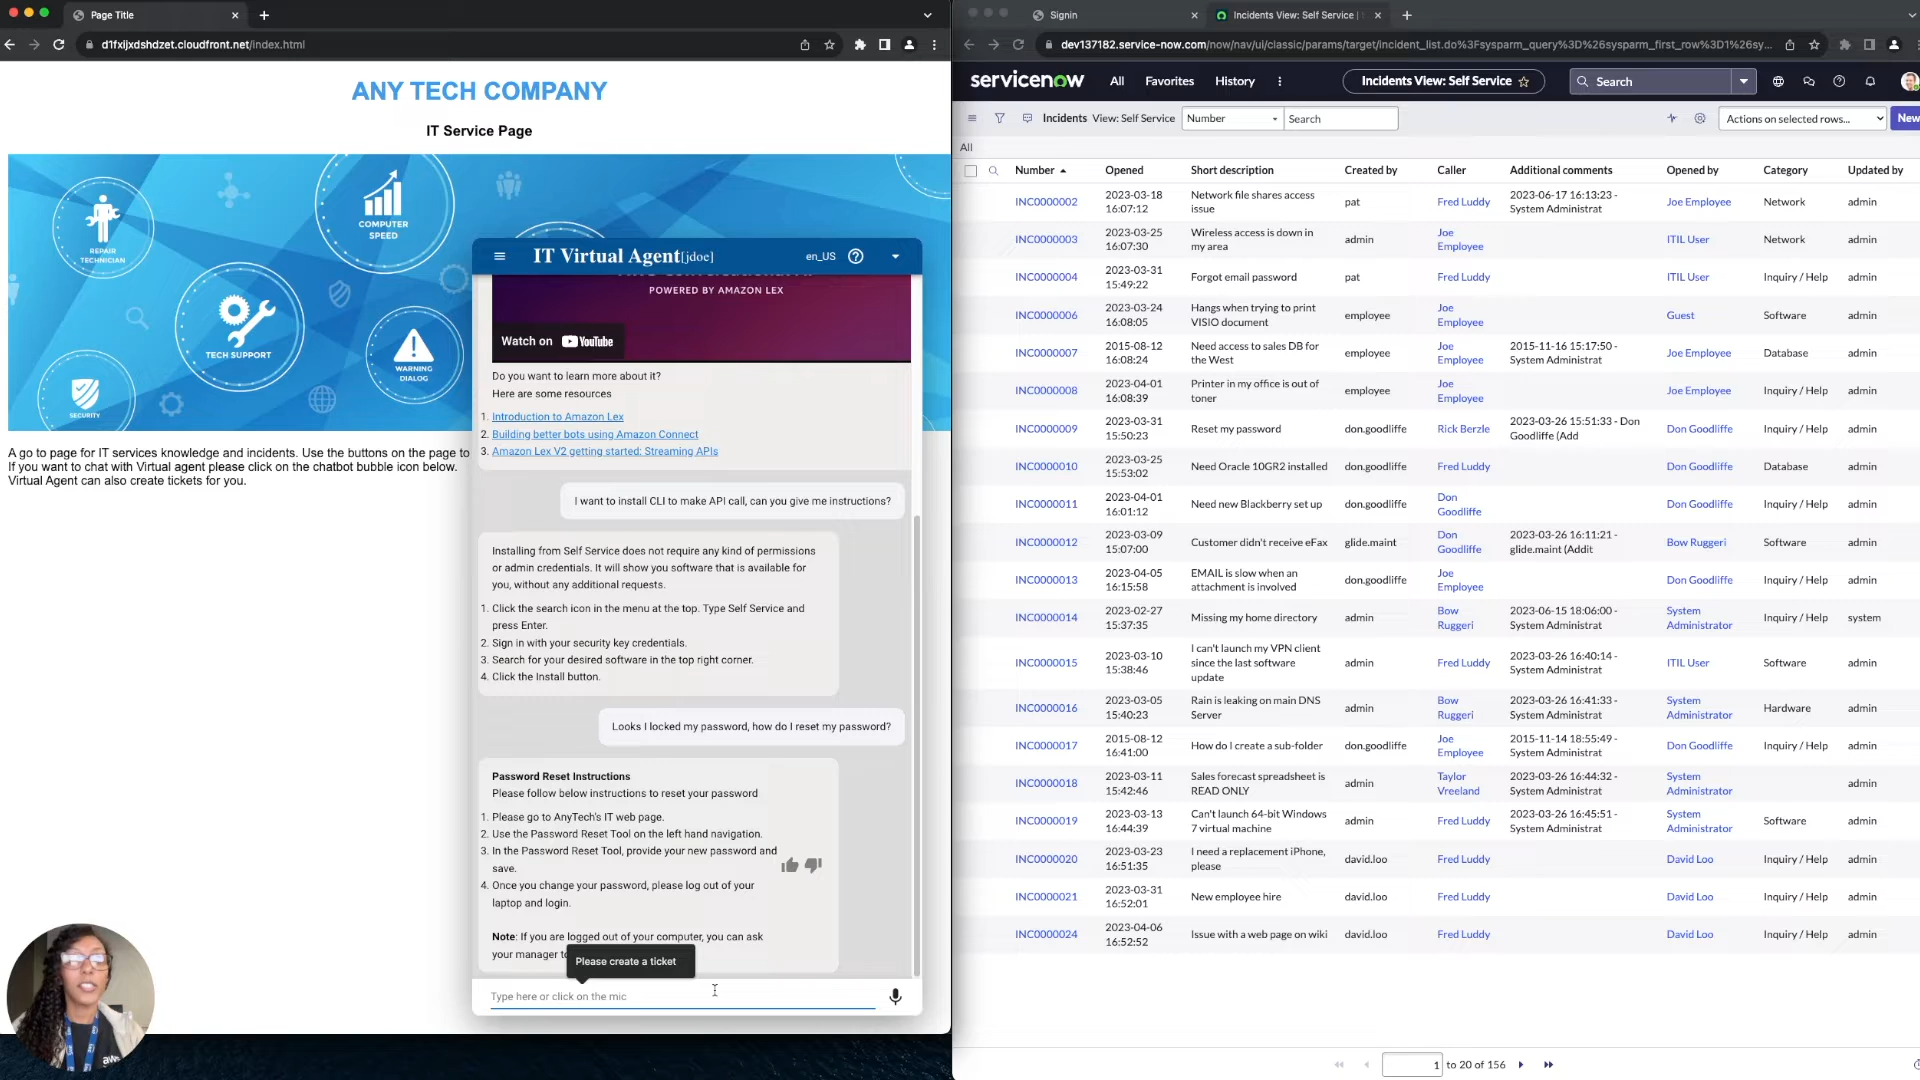 Page Title
d1fxijxdshdzet.cloudfront.net/index.html
ANY TECH COMPANY
IT Service Page
REPAIR
TECHNICIAN
COMPUTER
SPEED
TECH SUPPORT
WARNING
DIALOG
SECURITY
A go to page for IT services knowledge and incidents. Use the buttons on the page to
If you want to chat with Virtual agent please click on the chatbot bubble icon below.
Virtual Agent can also create tickets for you.
IT Virtual Agent[jdoe]
en_US
POWERED BY AMAZON LEX
Watch on YouTube
Do you want to learn more about it?
Here are some resources
1. Introduction to Amazon Lex
2. Building better bots using Amazon Connect
3. Amazon Lex V2 getting started: Streaming APIs
I want to install CLI to make API call, can you give me instructions?
Installing from Self Service does not require any kind of permissions
or admin credentials. It will show you software that is available for
you, without any additional requests.
1. Click the search icon in the menu at the top. Type Self Service and
press Enter.
2. Sign in with your security key credentials.
3. Search for your desired software in the top right corner.
4. Click the Install button.
Looks I locked my password, how do I reset my password?
Password Reset Instructions
Please follow below instructions to reset your password
1. Please go to AnyTech's IT web page.
2. Use the Password Reset Tool on the left hand navigation.
3. In the Password Reset Tool, provide your new password and
save.
4. Once you change your password, please log out of your
laptop and login.
Note: If you are logged out of your computer, you can ask
your manager
Please create a ticket
Type here or click on the mic
Signin
Incidents View: Self Service |
dev137182.service-now.com/now/nav/ui/classic/params/target/incident_list.do%3Fsysparm_query%3D%26sysparm_first_row%3D1%26sy...
servicenow All Favorites History Incidents View: Self Service Search
Incidents View: Self Service Number Search Actions on selected rows... New
All
Number Opened Short description Created by Caller Additional comments Opened by Category Updated by
INC0000002 2023-03-18 16:07:12 Network file shares access issue pat Fred Luddy 2023-06-17 16:13:23 - System Administrat Joe Employee Network admin
INC0000003 2023-03-25 16:07:30 Wireless access is down in my area admin Joe Employee ITIL User Network admin
INC0000004 2023-03-31 15:49:22 Forgot email password pat Fred Luddy ITIL User Inquiry / Help admin
INC0000006 2023-03-24 16:08:05 Hangs when trying to print VISIO document employee Joe Employee Guest Software admin
INC0000007 2015-08-12 16:08:24 Need access to sales DB for the West employee Joe Employee 2015-11-16 15:17:50 - System Administrat Joe Employee Database admin
INC0000008 2023-04-01 16:08:39 Printer in my office is out of toner employee Joe Employee Joe Employee Inquiry / Help admin
INC0000009 2023-03-31 15:50:23 Reset my password don.goodliffe Rick Berzle 2023-03-26 15:51:33 - Don Goodliffe (Add Don Goodliffe Inquiry / Help admin
INC0000010 2023-03-25 15:53:02 Need Oracle 10GR2 installed don.goodliffe Fred Luddy Don Goodliffe Database admin
INC0000011 2023-04-01 16:01:12 Need new Blackberry set up don.goodliffe Don Goodliffe Don Goodliffe Inquiry / Help admin
INC0000012 2023-03-09 15:07:00 Customer didn't receive eFax glide.maint Don Goodliffe 2023-03-26 16:11:21 - glide.maint (Addit Bow Ruggeri Software admin
INC0000013 2023-04-05 16:15:58 EMAIL is slow when an attachment is involved don.goodliffe Joe Employee Don Goodliffe Inquiry / Help admin
INC0000014 2023-02-27 15:37:35 Missing my home directory admin Bow Ruggeri 2023-06-15 18:06:00 - System Administrat System Administrator Inquiry / Help system
INC0000015 2023-03-10 15:38:46 I can't launch my VPN client since the last software update admin Fred Luddy 2023-03-26 16:40:14 - System Administrat ITIL User Software admin
INC0000016 2023-03-05 15:40:23 Rain is leaking on main DNS Server admin Bow Ruggeri 2023-03-26 16:41:33 - System Administrat System Administrator Hardware admin
INC0000017 2015-08-12 16:41:00 How do I create a sub-folder don.goodliffe Joe Employee 2015-11-14 18:55:49 - System Administrat Don Goodliffe Inquiry / Help admin
INC0000018 2023-03-11 15:42:46 Sales forecast spreadsheet is READ ONLY admin Taylor Vreeland 2023-03-26 16:44:32 - System Administrat System Administrator admin
INC0000019 2023-03-13 16:44:39 Can't launch 64-bit Windows 7 virtual machine admin Fred Luddy 2023-03-26 16:45:51 - System Administrat System Administrator Software admin
INC0000020 2023-03-23 16:51:35 I need a replacement iPhone, please david.loo Fred Luddy David Loo Inquiry / Help admin
INC0000021 2023-03-31 16:52:01 New employee hire david.loo Fred Luddy David Loo Inquiry / Help admin
INC0000024 2023-04-06 16:52:52 Issue with a web page on wiki david.loo Fred Luddy David Loo Inquiry / Help admin
1 to 20 of 156